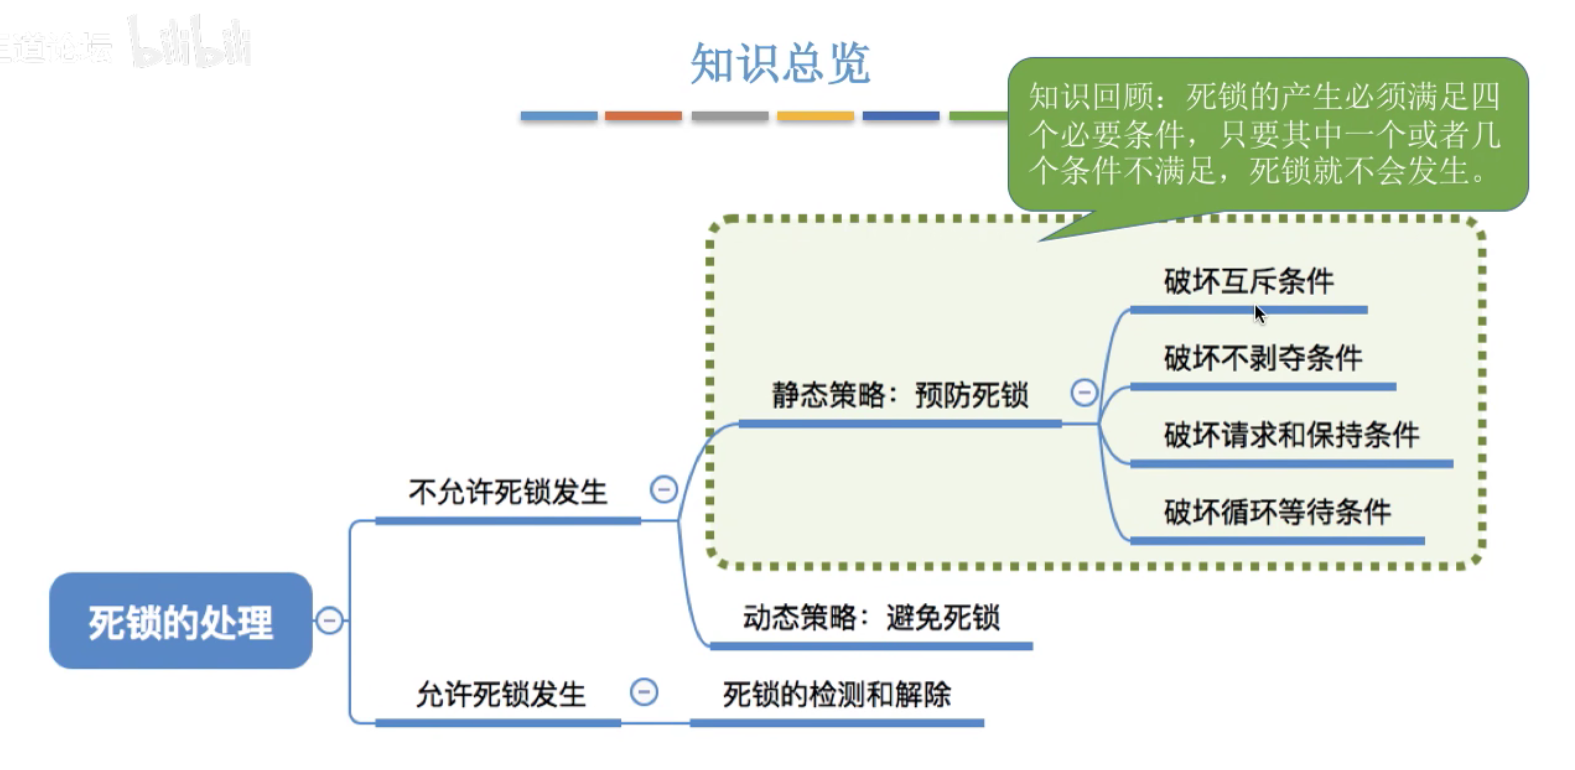 王道论坛 bilibili
知识总览
知识回顾：死锁的产生必须满足四
个必要条件，只要其中一个或者几
个条件不满足，死锁就不会发生。
破坏互斥条件
破坏不剥夺条件
静态策略：预防死锁
破坏请求和保持条件
不允许死锁发生
破坏循环等待条件
死锁的处理
动态策略：避免死锁
允许死锁发生
死锁的检测和解除